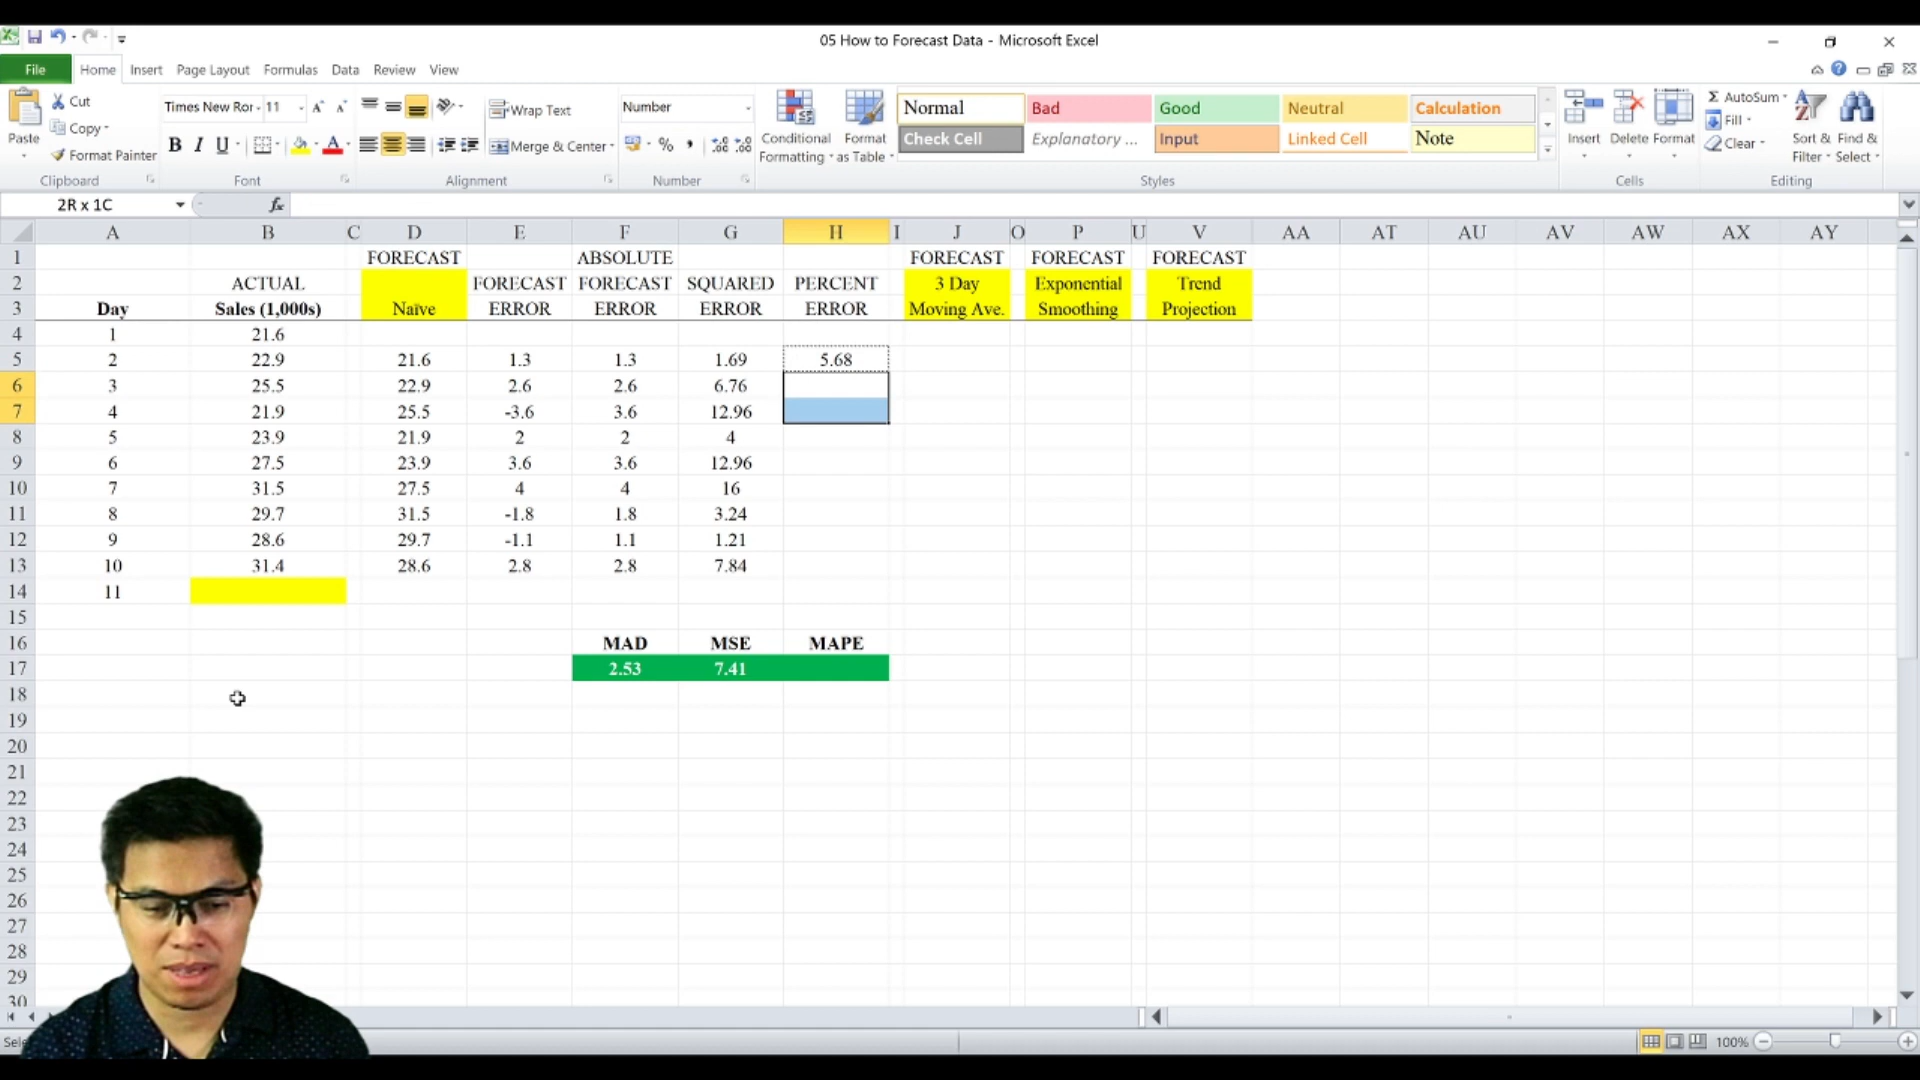 05 How to Forecast Data - Microsoft Excel
File Home Insert Page Layout Formulas Data Review View
Paste
Cut
Copy
Format Painter
Clipboard
Times New Ror 11
B I U
Font
Wrap Text
Merge & Center
Alignment
Number
%
Number
Conditional Formatting
Format as Table
Normal Bad Good Neutral Calculation
Check Cell Explanatory ... Input Linked Cell Note
Styles
Insert Delete Format
Cells
Σ AutoSum
Fill
Clear
Sort & Filter
Find & Select
Editing
2R x 1C fx
A B C D E F G H I J O P U V AA AT AC AV AW AX AY
1 FORECAST ABSOLUTE FORECAST FORECAST FORECAST
2 ACTUAL FORECAST FORECAST SQUARED PERCENT 3 Day Exponential Trend
3 Day Sales (1,000s) Naïve ERROR ERROR ERROR ERROR Moving Ave. Smoothing Projection
4 1 21.6
5 2 22.9 21.6 1.3 1.3 1.69 5.68
6 3 25.5 22.9 2.6 2.6 6.76
7 4 21.9 25.5 -3.6 3.6 12.96
8 5 23.9 21.9 2 2 4
9 6 27.5 23.9 3.6 3.6 12.96
10 7 31.5 27.5 4 4 16
11 8 29.7 31.5 -1.8 1.8 3.24
12 9 28.6 29.7 -1.1 1.1 1.21
13 10 31.4 28.6 2.8 2.8 7.84
14 11
15
16 MAD MSE MAPE
17 2.53 7.41
18
19
20
21
22
23
24
25
26
27
28
29
30
100%